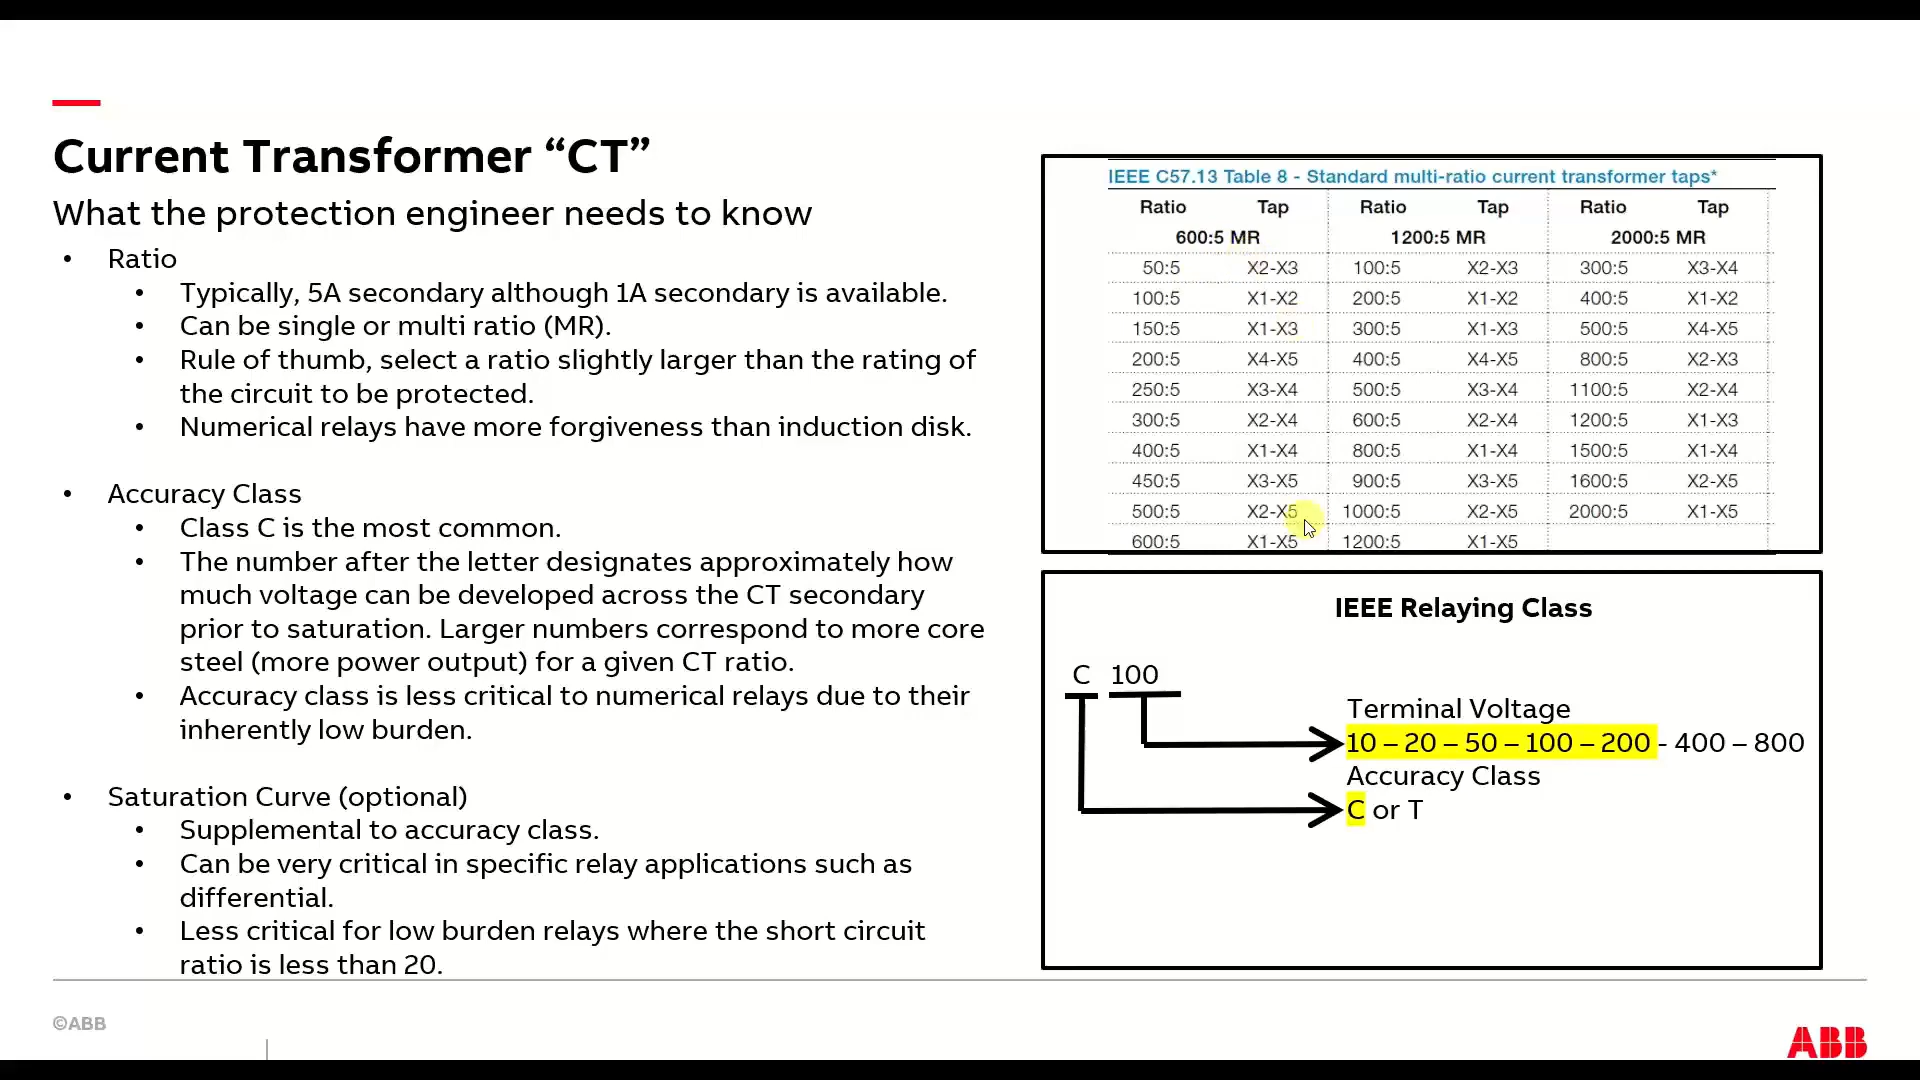 Current Transformer “CT”
What the protection engineer needs to know
• Ratio
• Typically, 5A secondary although 1A secondary is available.
• Can be single or multi ratio (MR).
• Rule of thumb, select a ratio slightly larger than the rating of
the circuit to be protected.
• Numerical relays have more forgiveness than induction disk.
• Accuracy Class
• Class C is the most common.
• The number after the letter designates approximately how
much voltage can be developed across the CT secondary
prior to saturation. Larger numbers correspond to more core
steel (more power output) for a given CT ratio.
• Accuracy class is less critical to numerical relays due to their
inherently low burden.
• Saturation Curve (optional)
• Supplemental to accuracy class.
• Can be very critical in specific relay applications such as
differential.
• Less critical for low burden relays where the short circuit
ratio is less than 20.
IEEE C57.13 Table 8 - Standard multi-ratio current transformer taps*
Ratio Tap Ratio Tap Ratio Tap
600:5 MR 1200:5 MR 2000:5 MR
50:5 X2-X3 100:5 X2-X3 300:5 X3-X4
100:5 X1-X2 200:5 X1-X2 400:5 X1-X2
150:5 X1-X3 300:5 X1-X3 500:5 X4-X5
200:5 X4-X5 400:5 X4-X5 800:5 X2-X3
250:5 X3-X4 500:5 X3-X4 1100:5 X2-X4
300:5 X2-X4 600:5 X2-X4 1200:5 X1-X3
400:5 X1-X4 800:5 X1-X4 1500:5 X1-X4
450:5 X3-X5 900:5 X3-X5 1600:5 X2-X5
500:5 X2-X5 1000:5 X2-X5 2000:5 X1-X5
600:5 X1-X5 1200:5 X1-X5
IEEE Relaying Class
C 100
Terminal Voltage
10 – 20 – 50 – 100 – 200 - 400 – 800
Accuracy Class
C or T
©ABB
ABB